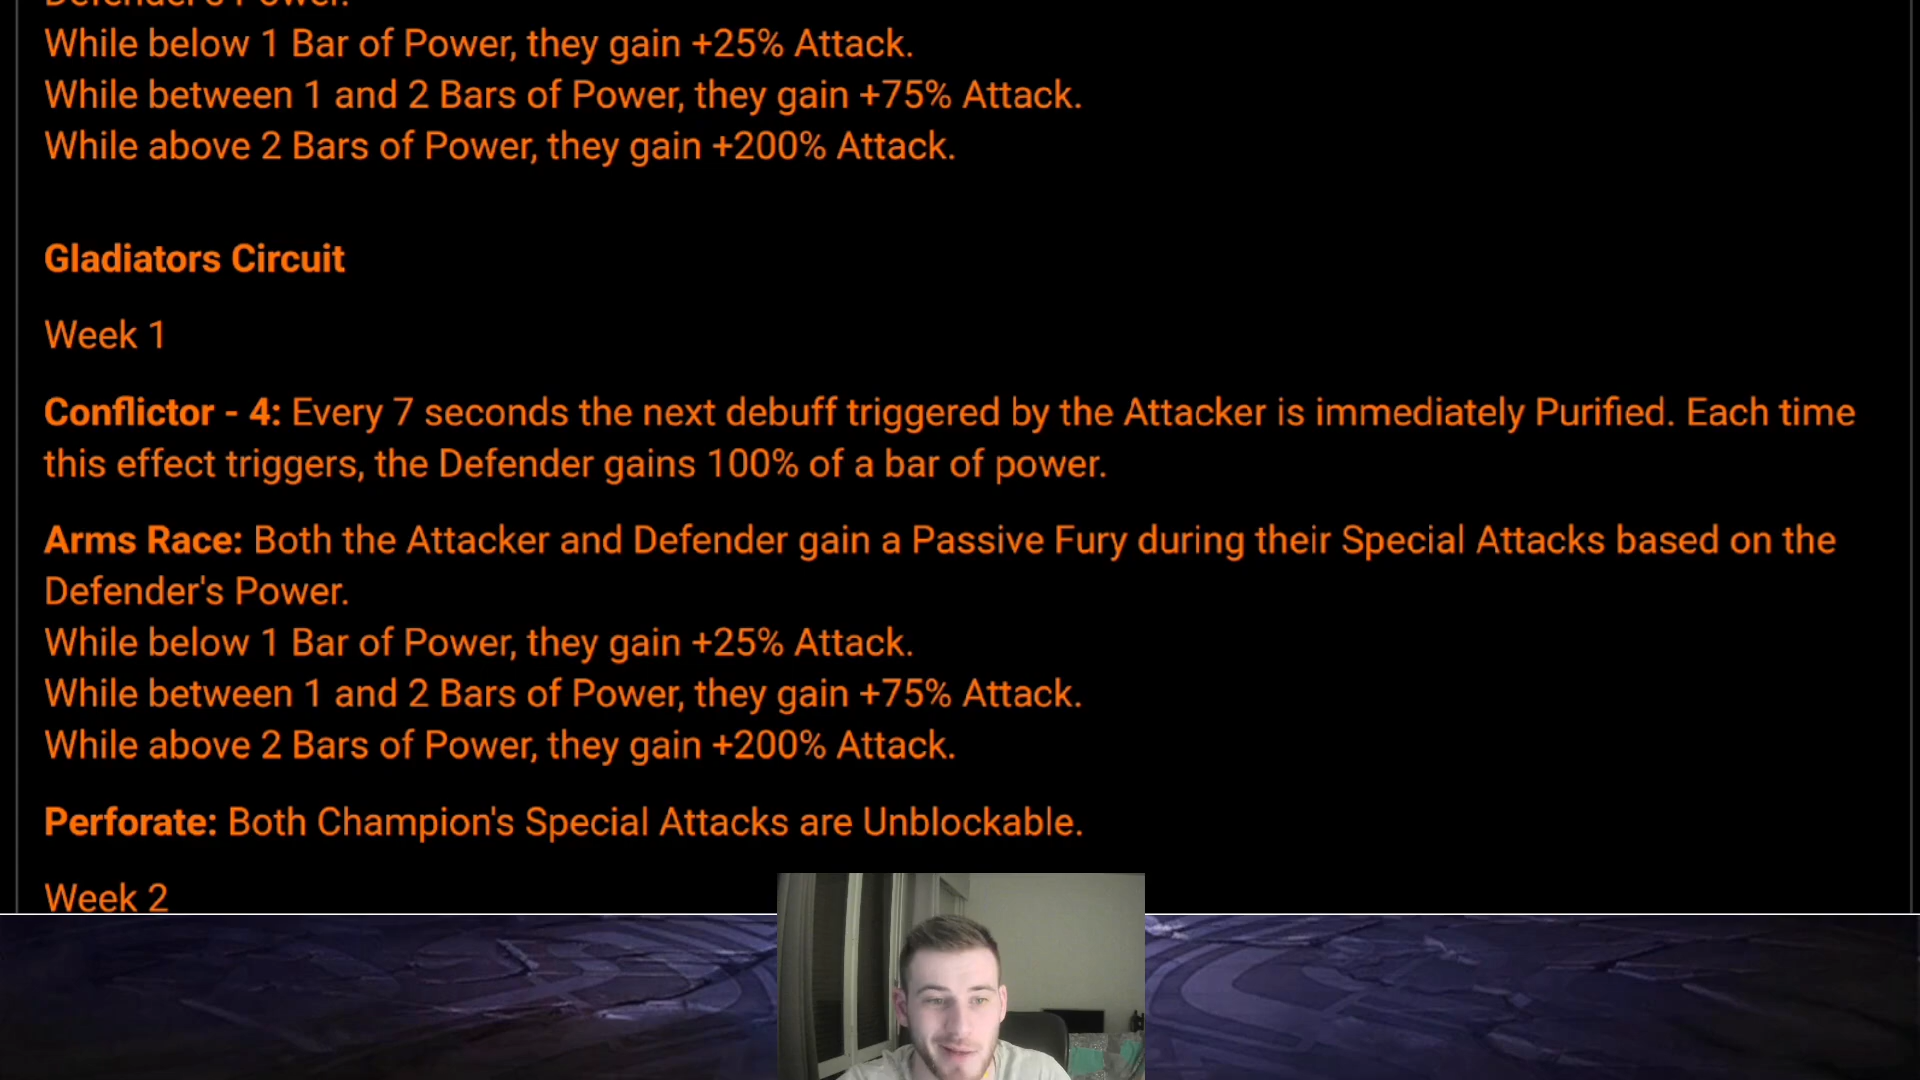 Defender's Power.
While below 1 Bar of Power, they gain +25% Attack.
While between 1 and 2 Bars of Power, they gain +75% Attack.
While above 2 Bars of Power, they gain +200% Attack.
Gladiators Circuit
Week 1
Conflictor - 4: Every 7 seconds the next debuff triggered by the Attacker is immediately Purified. Each time
this effect triggers, the Defender gains 100% of a bar of power.
Arms Race: Both the Attacker and Defender gain a Passive Fury during their Special Attacks based on the
Defender's Power.
While below 1 Bar of Power, they gain +25% Attack.
While between 1 and 2 Bars of Power, they gain +75% Attack.
While above 2 Bars of Power, they gain +200% Attack.
Perforate: Both Champion's Special Attacks are Unblockable.
Week 2